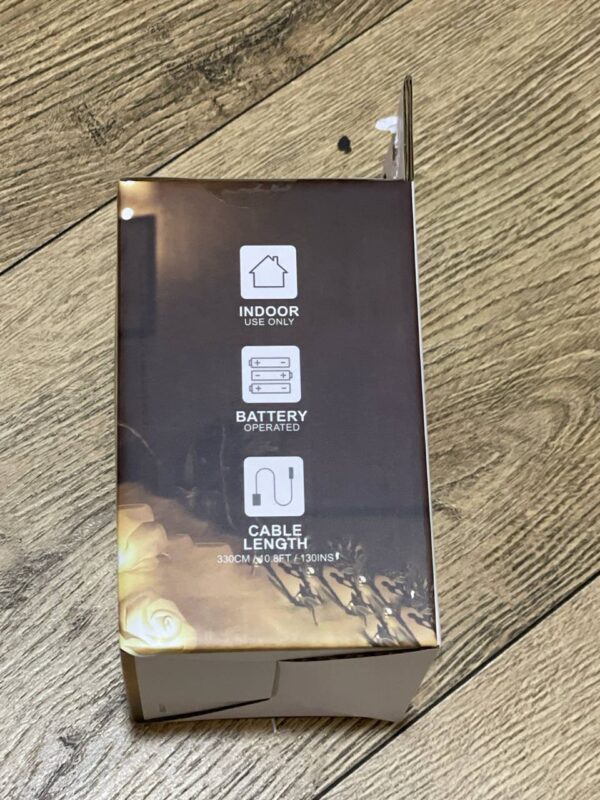 INDOOR
USE ONLY
BATTERY
OPERATED
CABLE
LENGTH
330CM / 10.8FT / 130INS